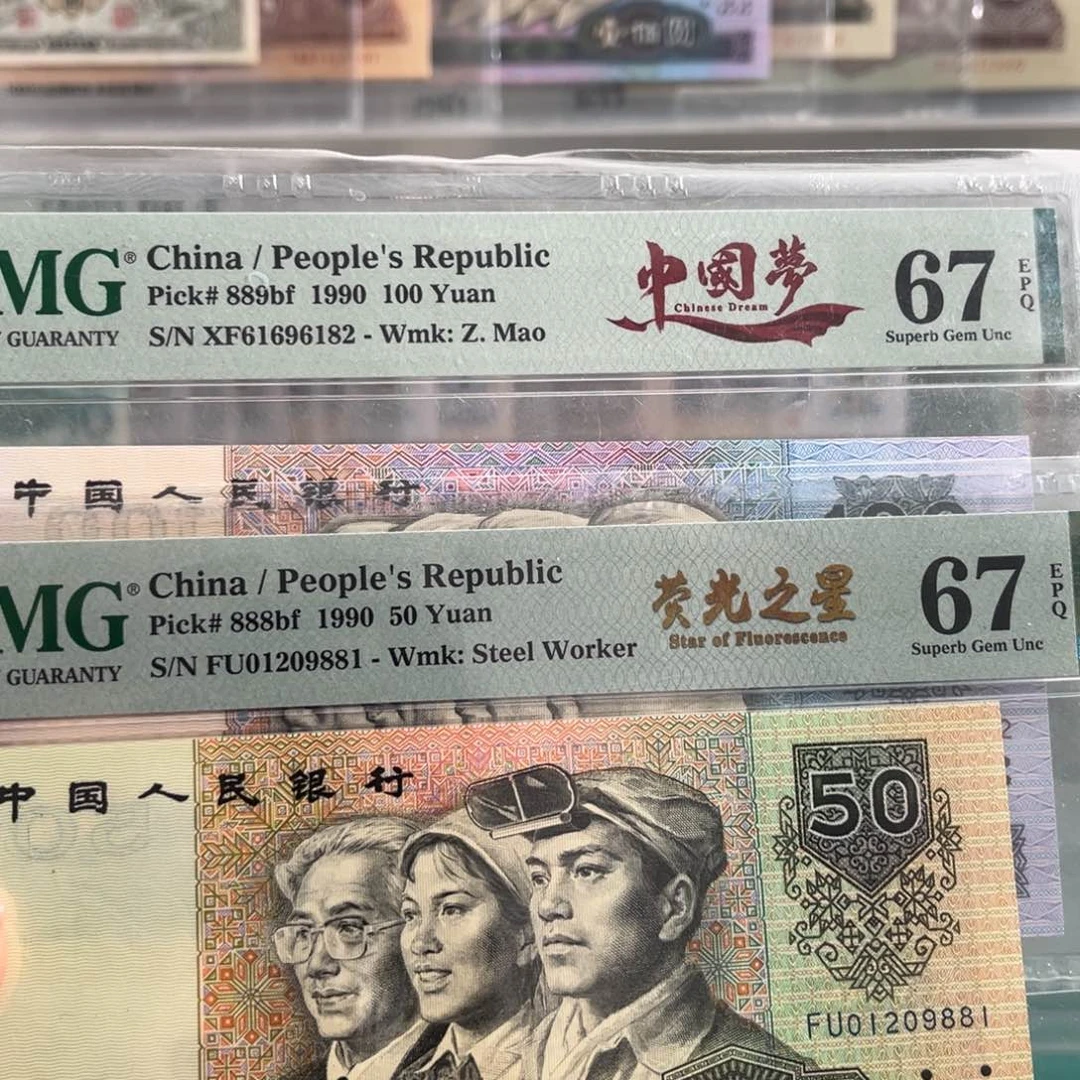 MG® China / People's Republic
Pick# 889bf 1990 100 Yuan
GUARANTY S/N XF61696182 - Wmk: Z. Mao
中國夢
Chinese Dream
67 EPQ
Superb Gem Unc
中国人民银行
MG® China / People's Republic
Pick# 888bf 1990 50 Yuan
GUARANTY S/N FU01209881 - Wmk: Steel Worker
荧光之星
Star of Fluorescence
67 EPQ
Superb Gem Unc
中国人民银行
50
FU01209881